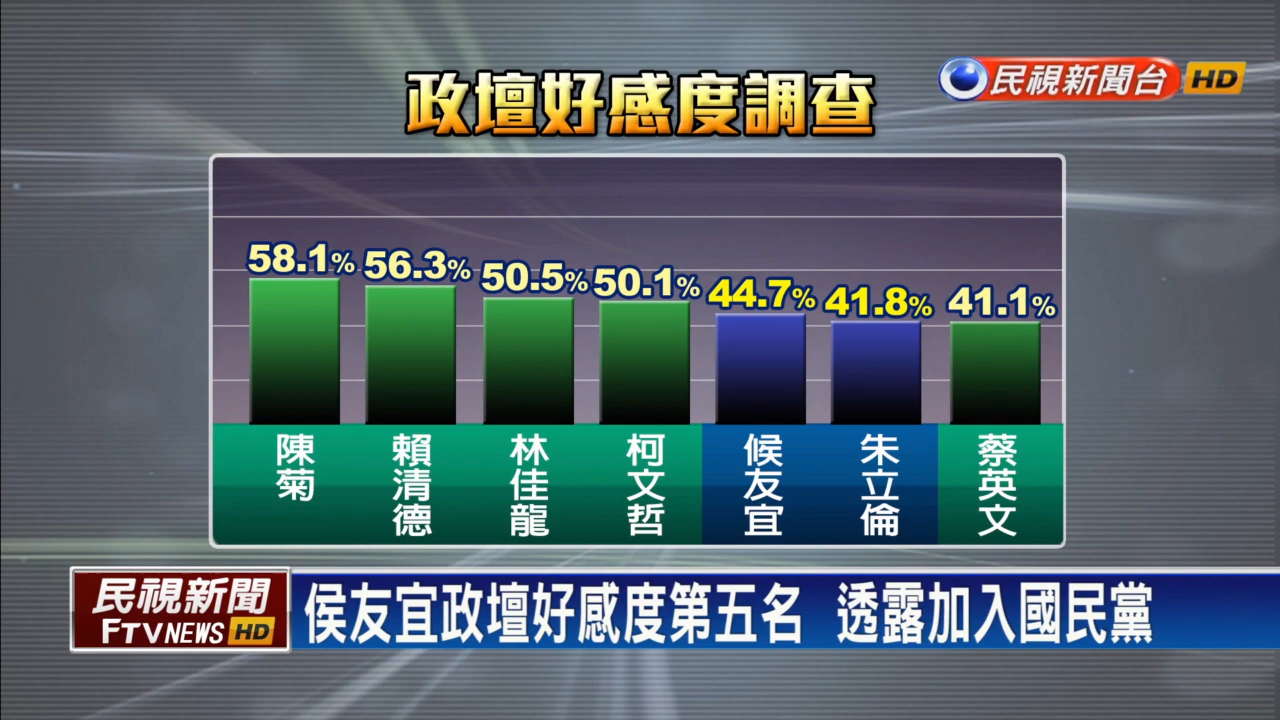 政壇好感度調查
民視新聞台 HD
58.1% 56.3% 50.5% 50.1% 44.7% 41.8% 41.1%
陳菊
賴清德
林佳龍
柯文哲
候友宜
朱立倫
蔡英文
民視新聞
FTVNEWS HD
侯友宜政壇好感度第五名 透露加入國民黨